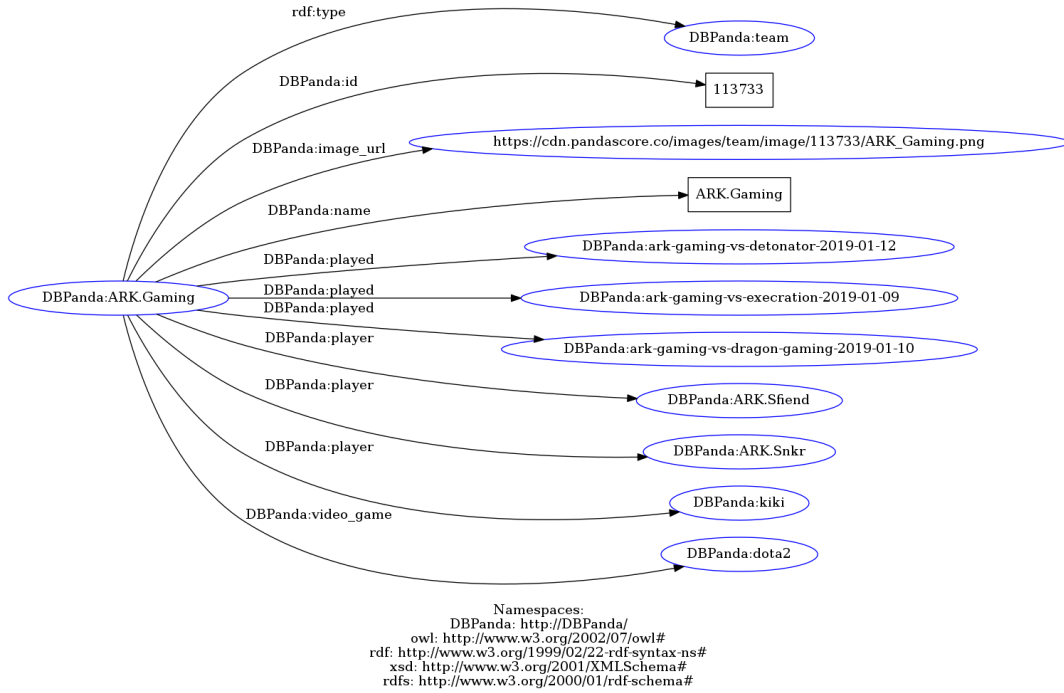 rdf:type
DBPanda:team
DBPanda:id
113733
DBPanda:image_url
https://cdn.pandascore.co/images/team/image/113733/ARK_Gaming.png
DBPanda:name
ARK.Gaming
DBPanda:played
DBPanda:ark-gaming-vs-detonator-2019-01-12
DBPanda:ARK.Gaming
DBPanda:played
DBPanda:ark-gaming-vs-execration-2019-01-09
DBPanda:played
DBPanda:ark-gaming-vs-dragon-gaming-2019-01-10
DBPanda:player
DBPanda:ARK.Sfiend
DBPanda:player
DBPanda:ARK.Snkr
DBPanda:player
DBPanda:kiki
DBPanda:video_game
DBPanda:dota2
Namespaces:
DBPanda: http://DBPanda/
owl: http://www.w3.org/2002/07/owl#
rdf: http://www.w3.org/1999/02/22-rdf-syntax-ns#
xsd: http://www.w3.org/2001/XMLSchema#
rdfs: http://www.w3.org/2000/01/rdf-schema#